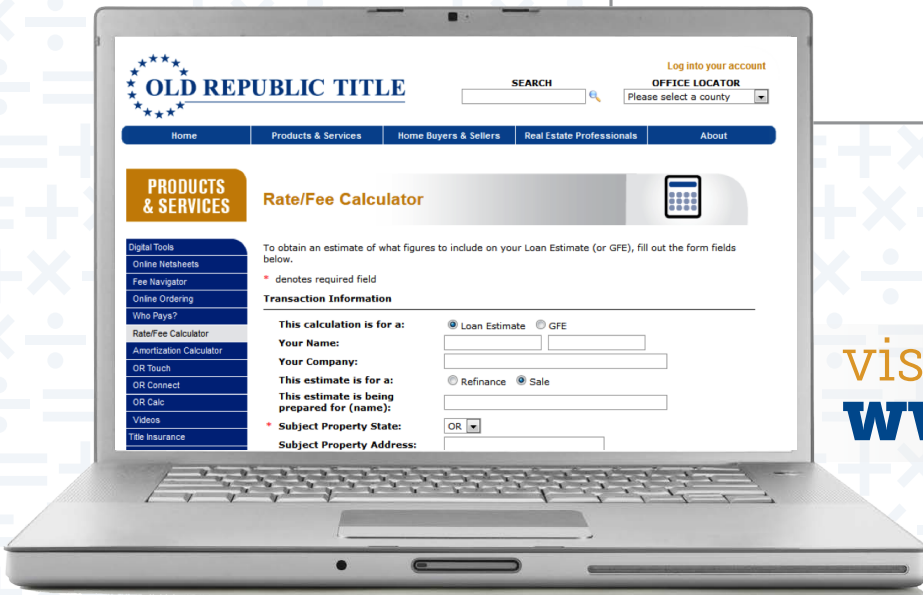 OLD REPUBLIC TITLE
Log into your account
SEARCH
OFFICE LOCATOR
Please select a county
Home
Products & Services
Home Buyers & Sellers
Real Estate Professionals
About
PRODUCTS
& SERVICES
Rate/Fee Calculator
Digital Tools
Online Netsheets
Fee Navigator
Online Ordering
Who Pays?
Rate/Fee Calculator
Amortization Calculator
OR Touch
OR Connect
OR Calc
Videos
Title Insurance
To obtain an estimate of what figures to include on your Loan Estimate (or GFE), fill out the form fields
below.
* denotes required field
Transaction Information
This calculation is for a: Loan Estimate GFE
Your Name:
Your Company:
This estimate is for a: Refinance Sale
This estimate is being
prepared for (name):
* Subject Property State: OR
Subject Property Address:
vis